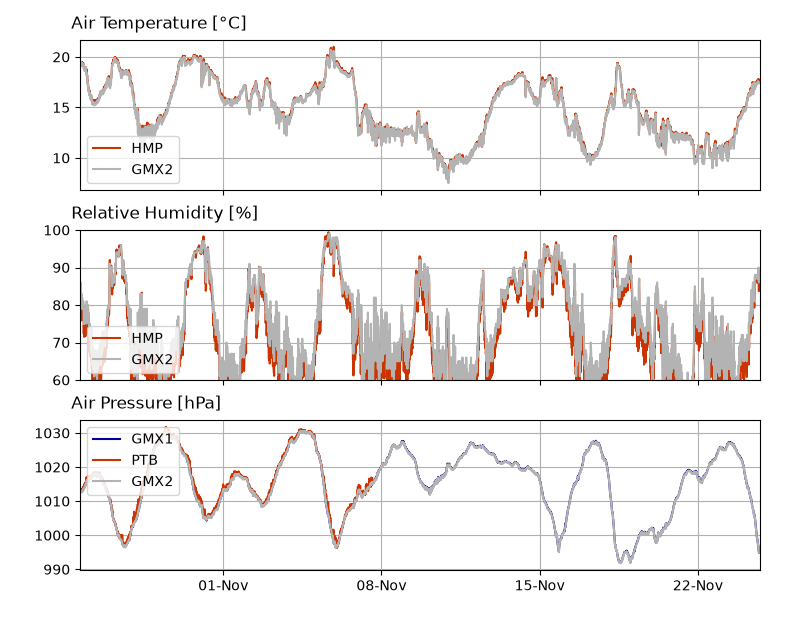 Air Temperature [°C]
20
15
10
HMP
GMX2
Relative Humidity [%]
100
90
80
70
60
HMP
GMX2
Air Pressure [hPa]
1030
1020
1010
1000
990
GMX1
PTB
GMX2
01-Nov
08-Nov
15-Nov
22-Nov